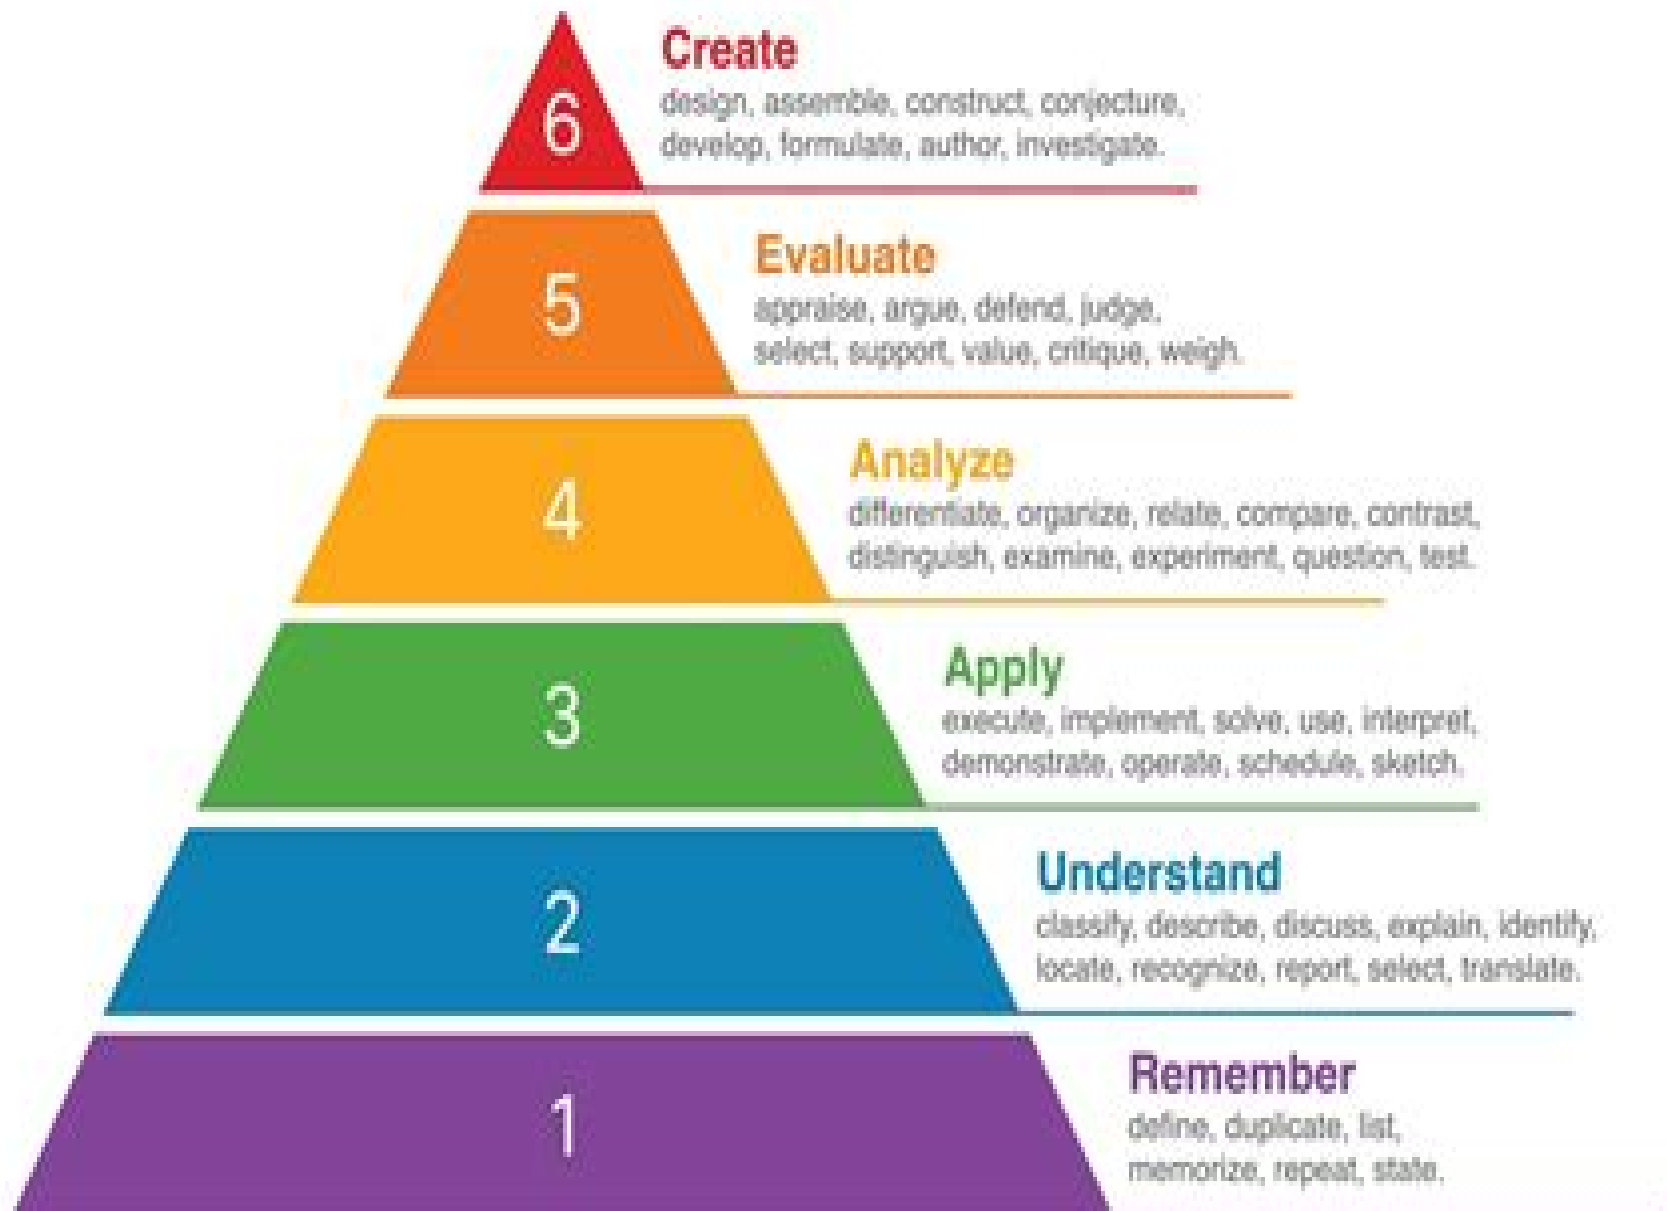 6
Create
design, assemble, construct, conjecture,
develop, formulate, author, investigate.
5
Evaluate
appraise, argue, defend, judge,
select, support, value, critique, weigh.
4
Analyze
differentiate, organize, relate, compare, contrast,
distinguish, examine, experiment, question, test.
3
Apply
execute, implement, solve, use, interpret,
demonstrate, operate, schedule, sketch.
2
Understand
classify, describe, discuss, explain, identify,
locate, recognize, report, select, translate.
1
Remember
define, duplicate, list,
memorize, repeat, state.